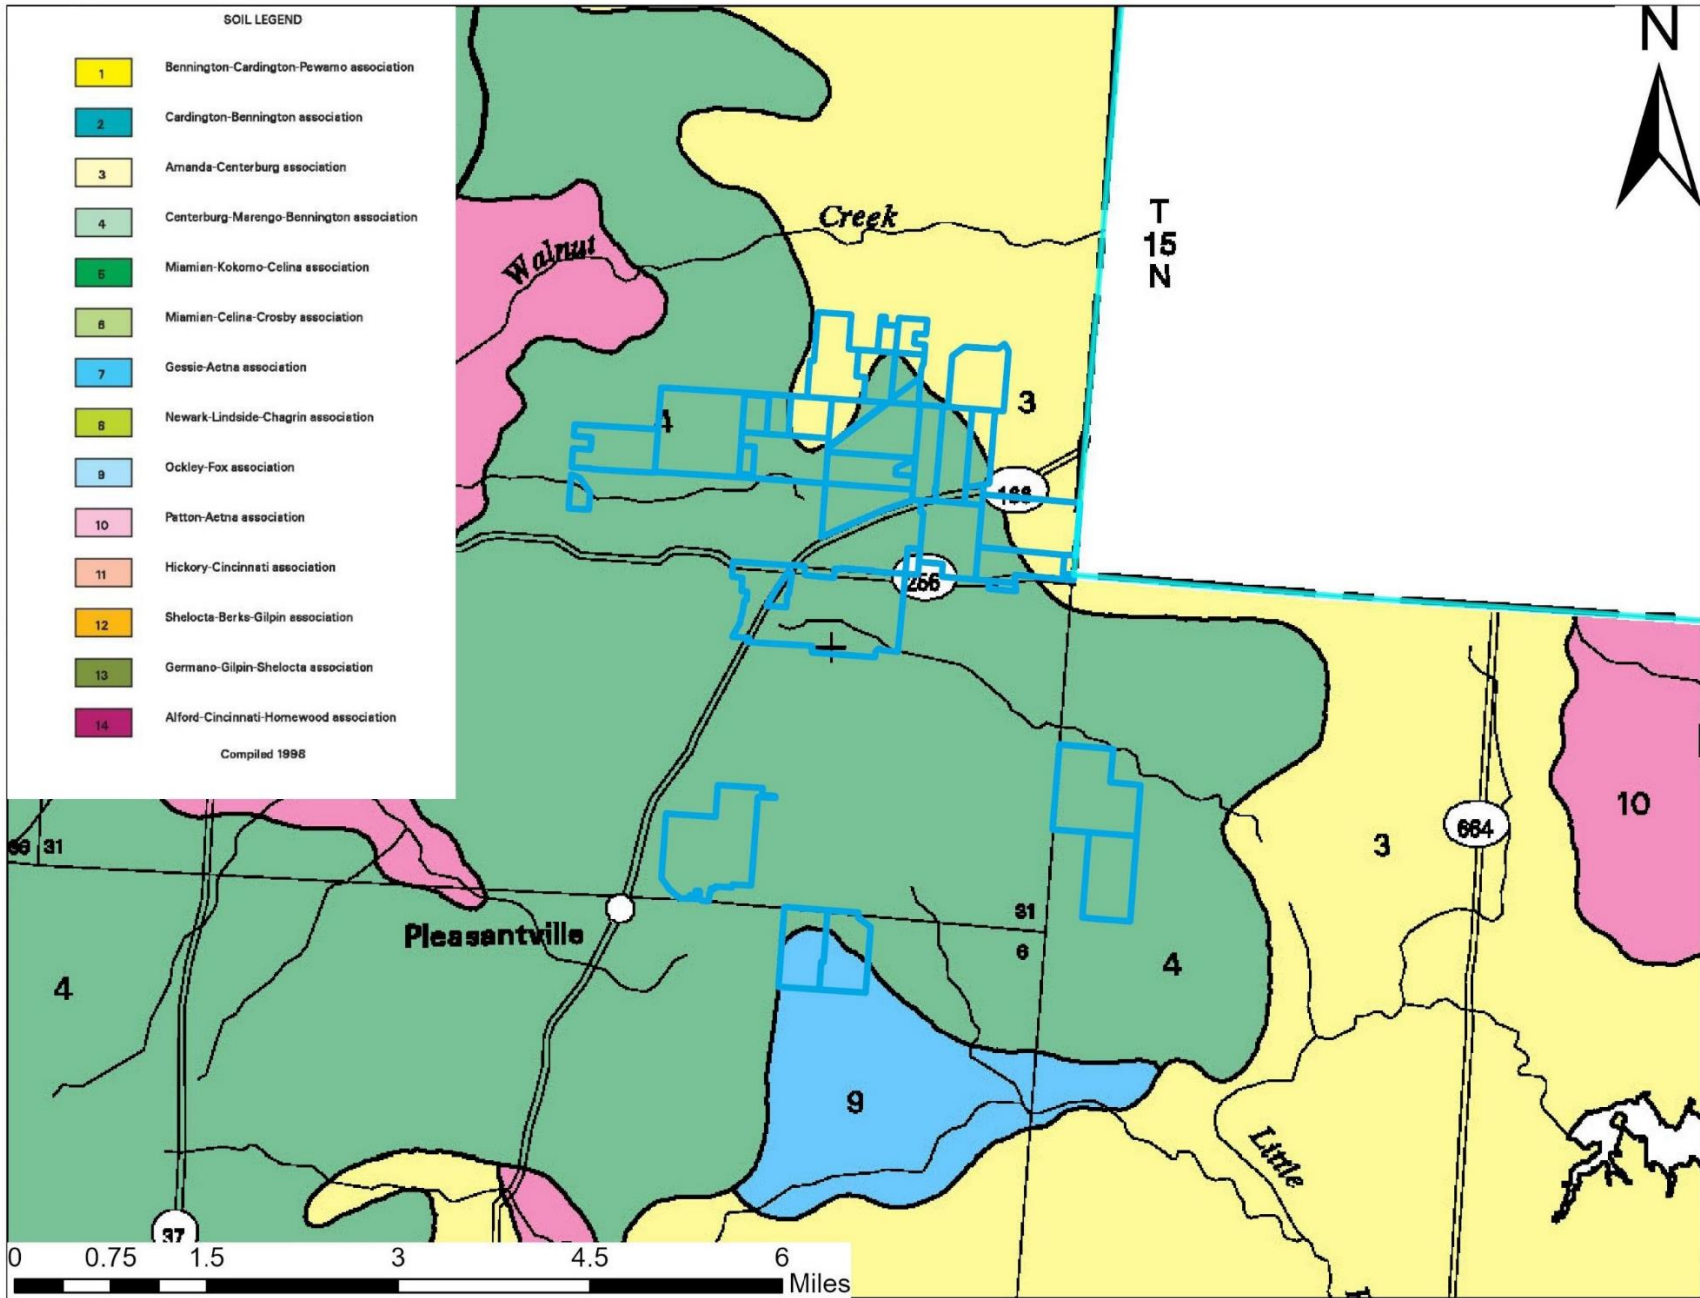 SOIL LEGEND
1 Bennington-Cardington-Pewamo association
2 Cardington-Bennington association
3 Amanda-Centerburg association
4 Centerburg-Marengo-Bennington association
5 Miamian-Kokomo-Celina association
6 Miamian-Celina-Crosby association
7 Gessie-Aetna association
8 Newark-Lindside-Chagrin association
9 Ockley-Fox association
10 Patton-Aetna association
11 Hickory-Cincinnati association
12 Shelocta-Berks-Gilpin association
13 Germano-Gilpin-Shelocta association
14 Alford-Cincinnati-Homewood association
Compiled 1998
N
Walnut Creek
T
15
N
4
3
188
256
10
664
3
31
31
6
Pleasantville
4
4
9
Little
37
0 0.75 1.5 3 4.5 6
Miles